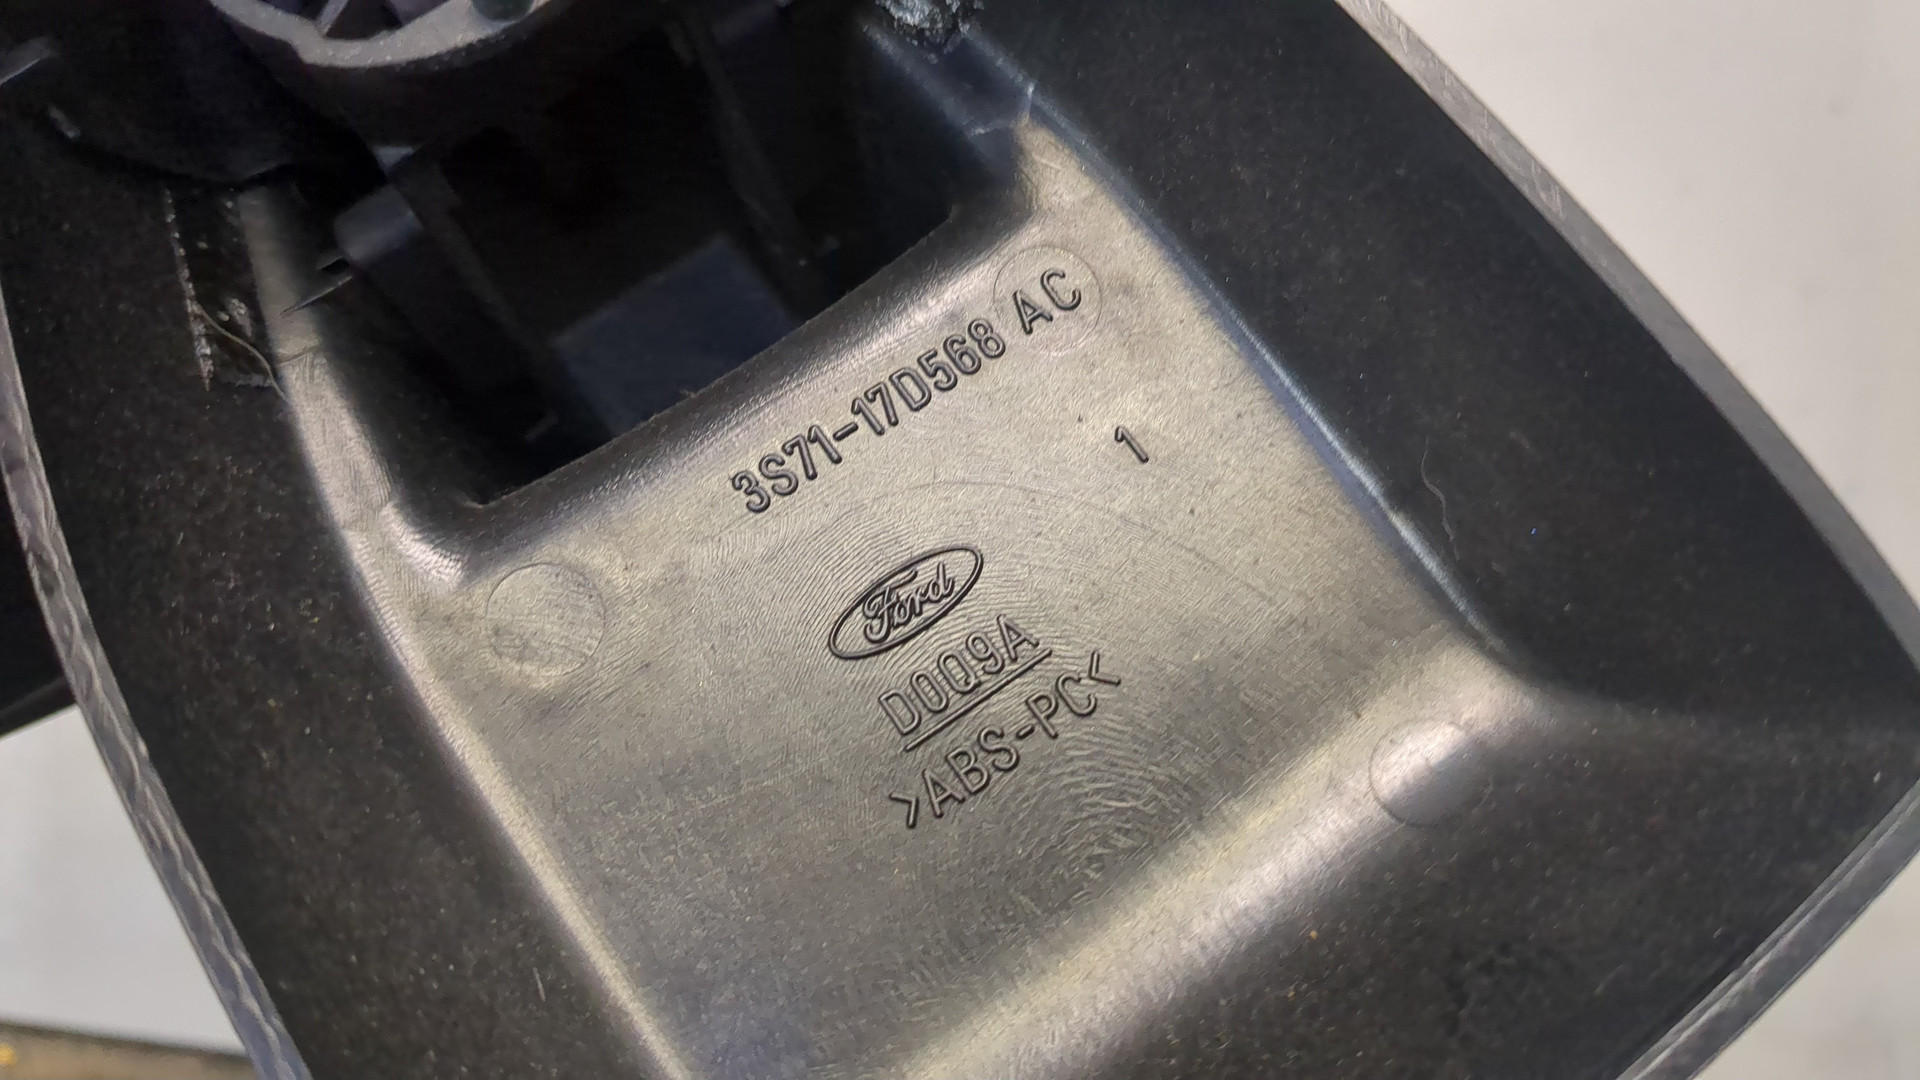 3S71-17D568 AC
1
Ford
D0Q9A
>ABS-PC<